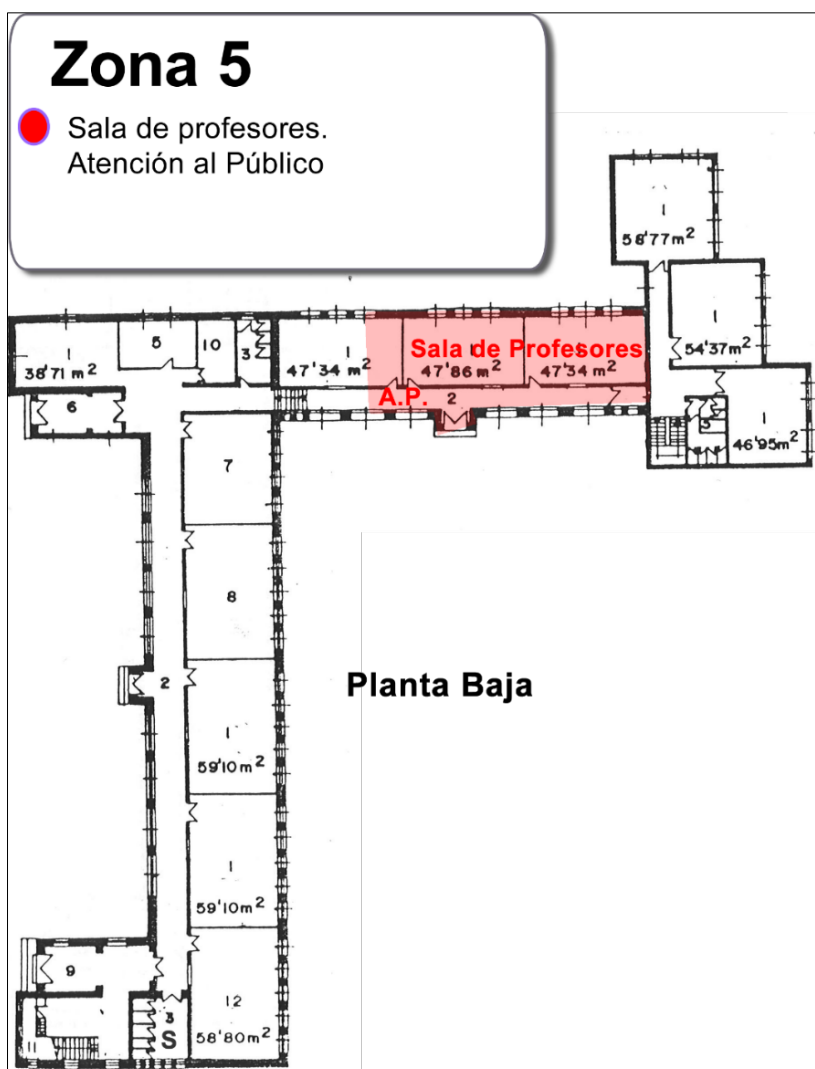 Zona 5
Sala de profesores.
Atención al Público
1
58'77m²
1
54'37m²
1
38'71 m²
5
10
3
1
47'34 m²
Sala de Profesores
47'86 m²
47'34 m²
A.P.
2
6
3
1
46'95m²
7
8
2
Planta Baja
1
59'10m²
1
59'10m²
9
12
58'80m²
3
S
11